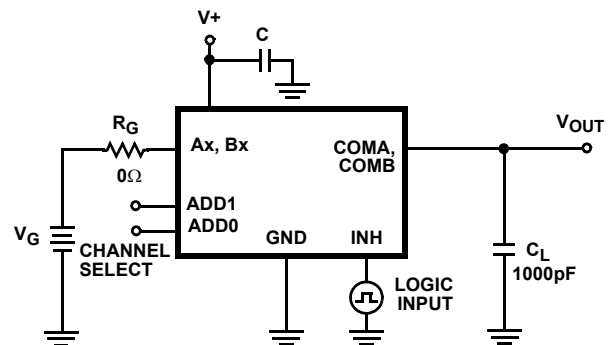 V+
C
RG
0Ω
Ax, Bx
COMA,
COMB
VOUT
ADD1
ADD0
VG
CHANNEL
SELECT
GND
INH
LOGIC
INPUT
CL
1000pF